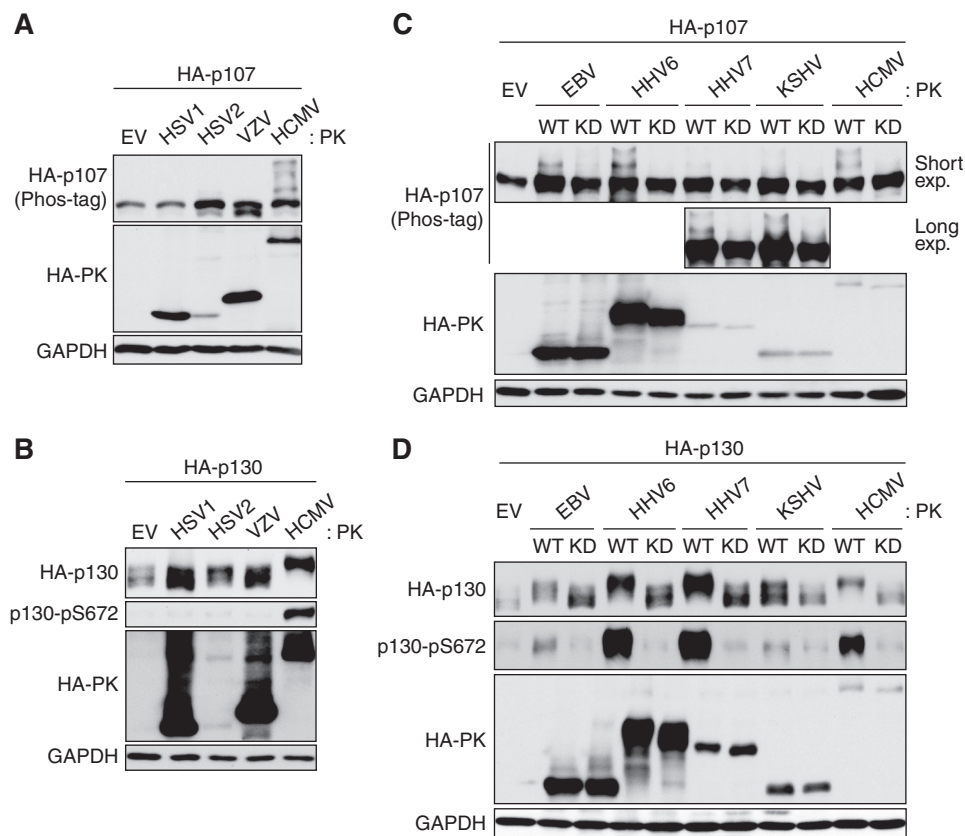 A
HA-p107
EV HSV1 HSV2 VZV HCMV : PK
HA-p107
(Phos-tag)
HA-PK
GAPDH
B
HA-p130
EV HSV1 HSV2 VZV HCMV : PK
HA-p130
p130-pS672
HA-PK
GAPDH
C
HA-p107
EV EBV HHV6 HHV7 KSHV HCMV : PK
WT KD WT KD WT KD WT KD WT KD
HA-p107
(Phos-tag)
Short
exp.
Long
exp.
HA-PK
GAPDH
D
HA-p130
EV EBV HHV6 HHV7 KSHV HCMV : PK
WT KD WT KD WT KD WT KD WT KD
HA-p130
p130-pS672
HA-PK
GAPDH